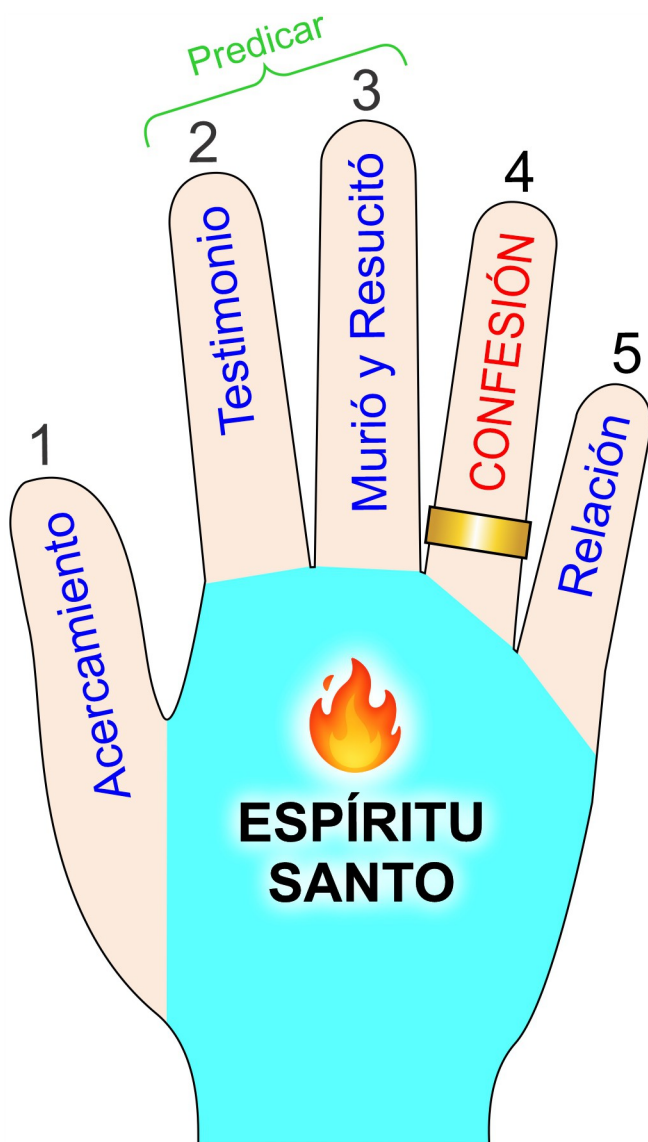 Predicar
1
Acercamiento
2
Testimonio
3
Murió y Resucitó
4
CONFESIÓN
5
Relación
ESPÍRITU
SANTO